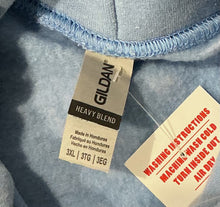 GILDAN
HEAVY BLEND
Made in Honduras
Fabriqué au Honduras
Hecho en Honduras
3XL | 3TG | 3EG
WASHING INSTRUCTIONS
MACHINE WASH COLD
TURN INSIDE OUT
AIR DRY